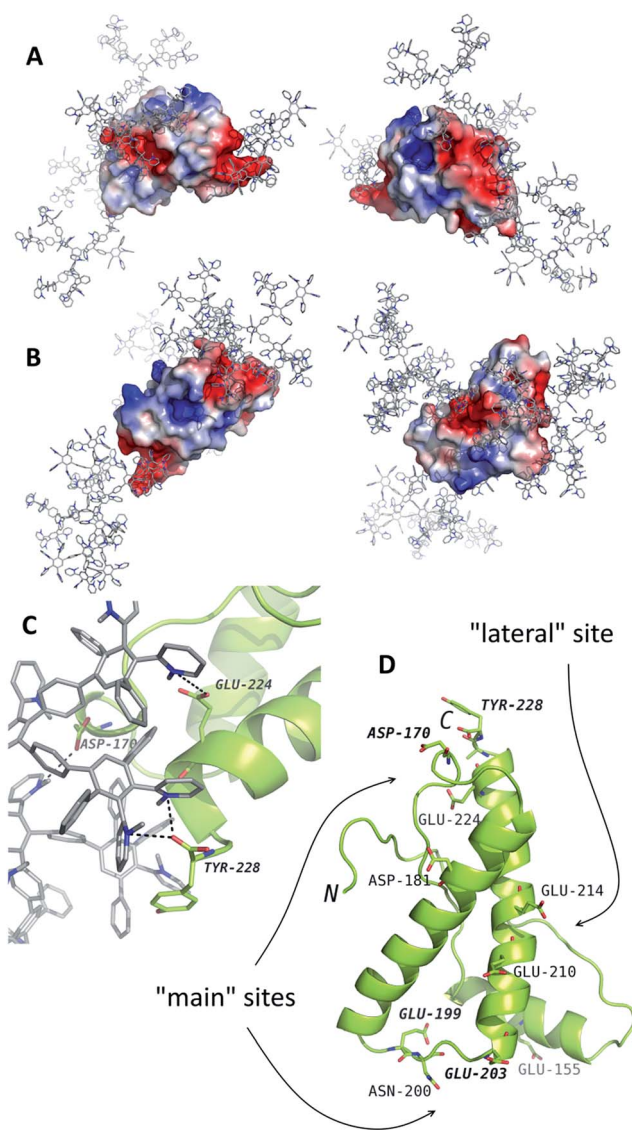 A
B
C
GLU-224
ASP-170
TYR-228
"lateral" site
D
C
TYR-228
ASP-170
GLU-224
ASP-181
N
GLU-214
GLU-210
"main" sites
GLU-199
GLU-203
GLU-155
ASN-200